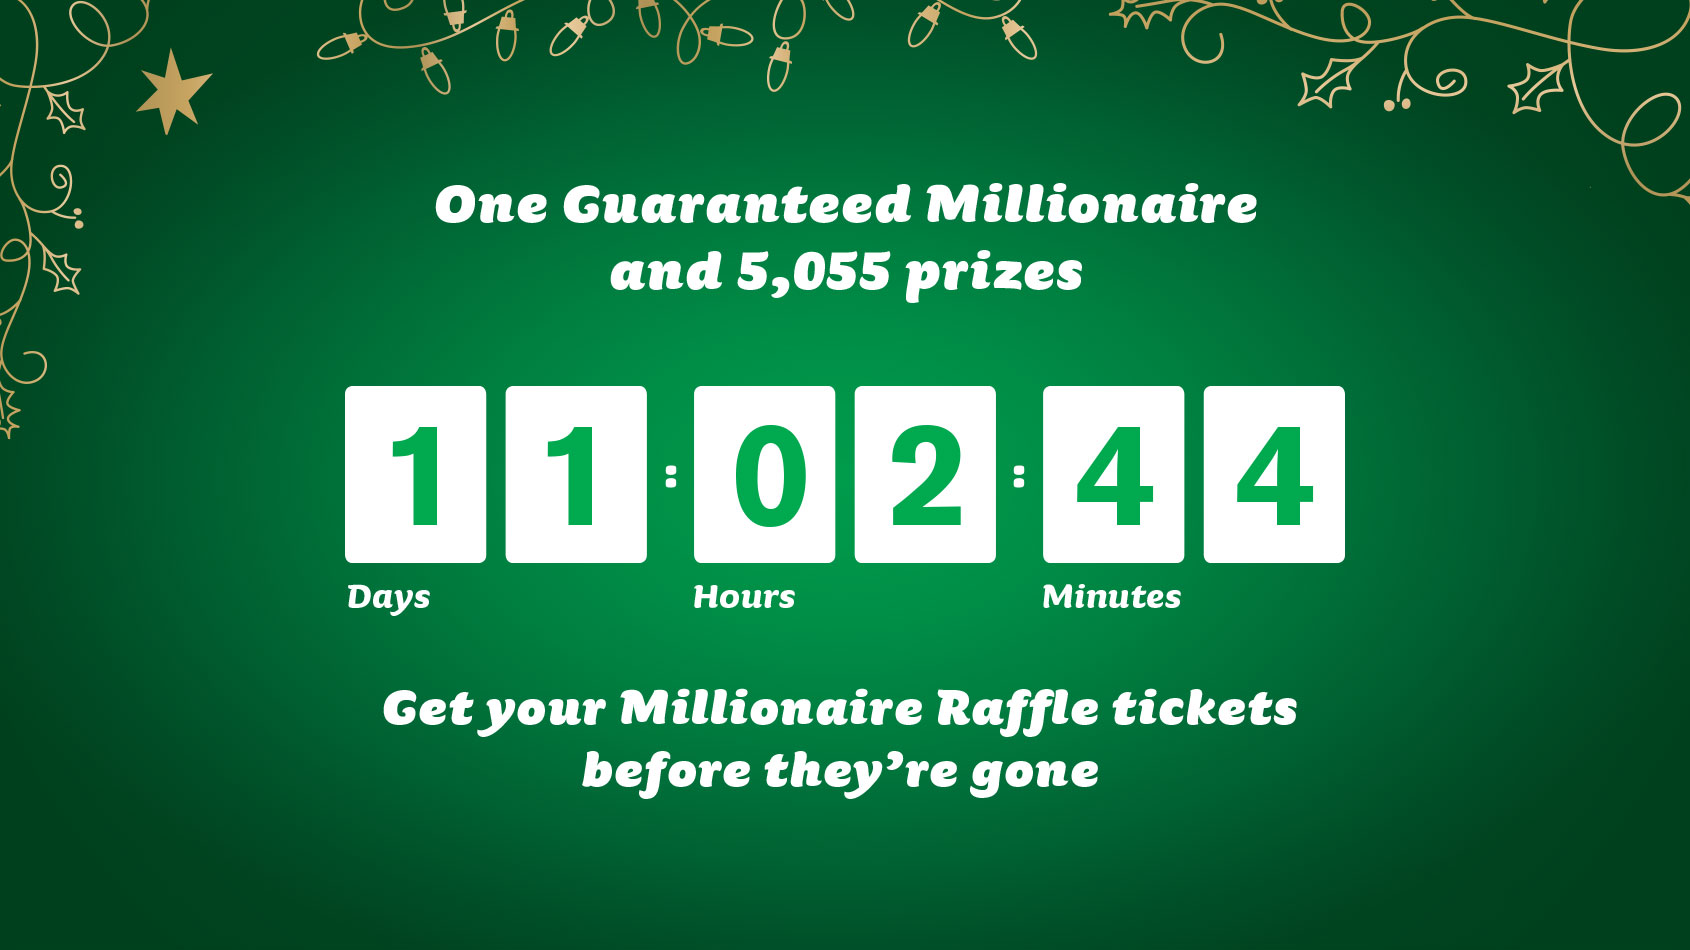 One Guaranteed Millionaire
and 5,055 prizes
11:02:44
Days Hours Minutes
Get your Millionaire Raffle tickets
before they’re gone